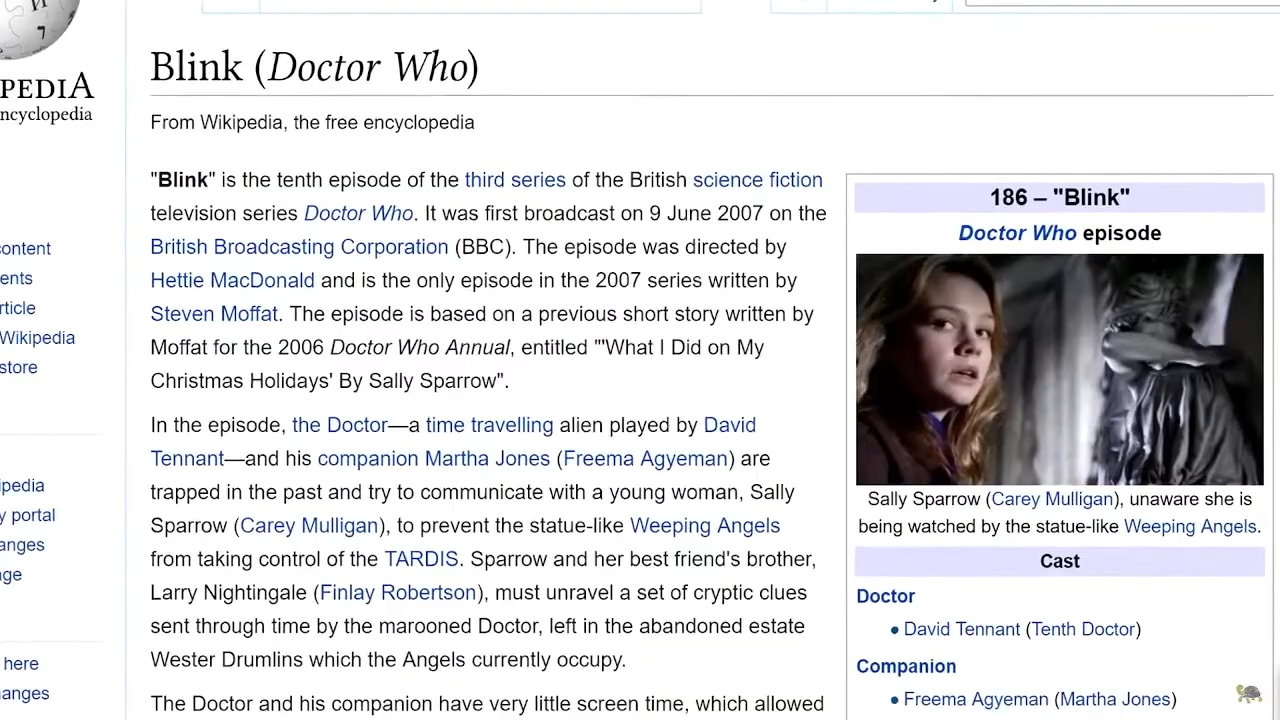 PEDIA
ncyclopedia
content
ents
rticle
Wikipedia
store
ipedia
y portal
anges
ge
here
anges
Blink (Doctor Who)
From Wikipedia, the free encyclopedia
"Blink" is the tenth episode of the third series of the British science fiction
television series Doctor Who. It was first broadcast on 9 June 2007 on the
British Broadcasting Corporation (BBC). The episode was directed by
Hettie MacDonald and is the only episode in the 2007 series written by
Steven Moffat. The episode is based on a previous short story written by
Moffat for the 2006 Doctor Who Annual, entitled "'What I Did on My
Christmas Holidays' By Sally Sparrow".
In the episode, the Doctor—a time travelling alien played by David
Tennant—and his companion Martha Jones (Freema Agyeman) are
trapped in the past and try to communicate with a young woman, Sally
Sparrow (Carey Mulligan), to prevent the statue-like Weeping Angels
from taking control of the TARDIS. Sparrow and her best friend's brother,
Larry Nightingale (Finlay Robertson), must unravel a set of cryptic clues
sent through time by the marooned Doctor, left in the abandoned estate
Wester Drumlins which the Angels currently occupy.
The Doctor and his companion have very little screen time, which allowed
186 – "Blink"
Doctor Who episode
Sally Sparrow (Carey Mulligan), unaware she is
being watched by the statue-like Weeping Angels.
Cast
Doctor
• David Tennant (Tenth Doctor)
Companion
• Freema Agyeman (Martha Jones)